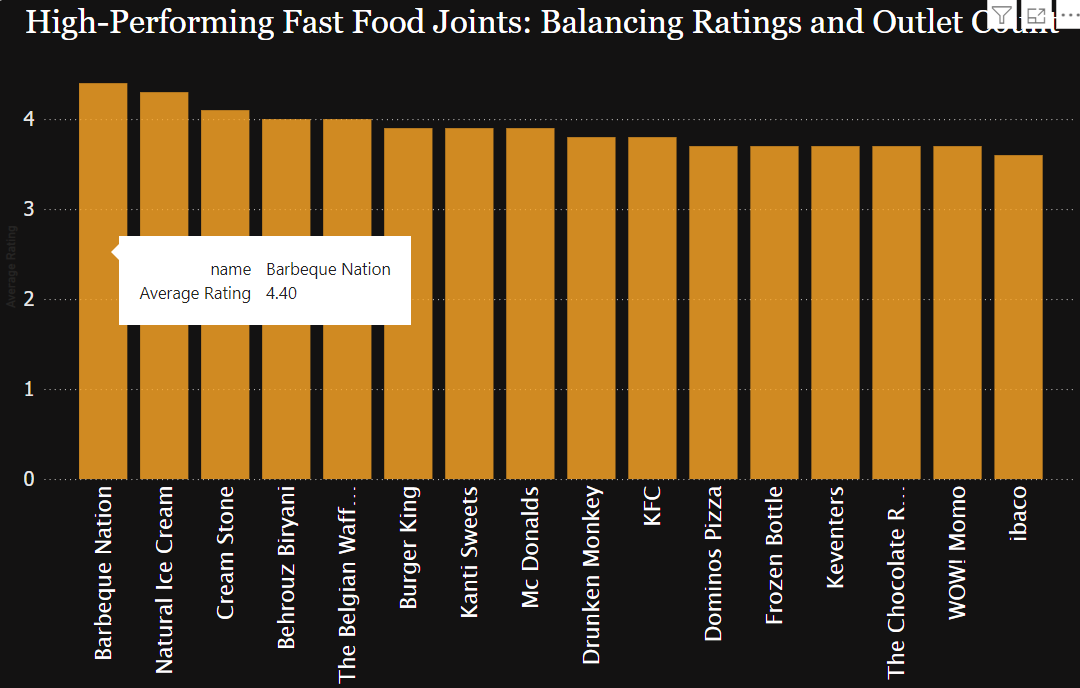 High-Performing Fast Food Joints: Balancing Ratings and Outlet Count
4
3
2
1
0
Average Rating
name Barbeque Nation
Average Rating 4.40
Barbeque Nation
Natural Ice Cream
Cream Stone
Behrouz Biryani
The Belgian Waff...
Burger King
Kanti Sweets
Mc Donalds
Drunken Monkey
KFC
Dominos Pizza
Frozen Bottle
Keventers
The Chocolate R...
WOW! Momo
ibaco